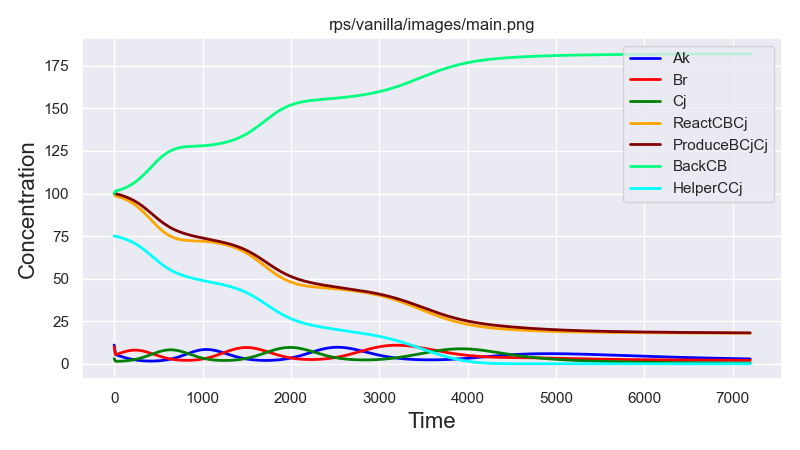 rps/vanilla/images/main.png
Concentration
175
150
125
100
75
50
25
0
Ak
Br
Cj
ReactCBCj
ProduceBCjCj
BackCB
HelperCCj
0 1000 2000 3000 4000 5000 6000 7000
Time